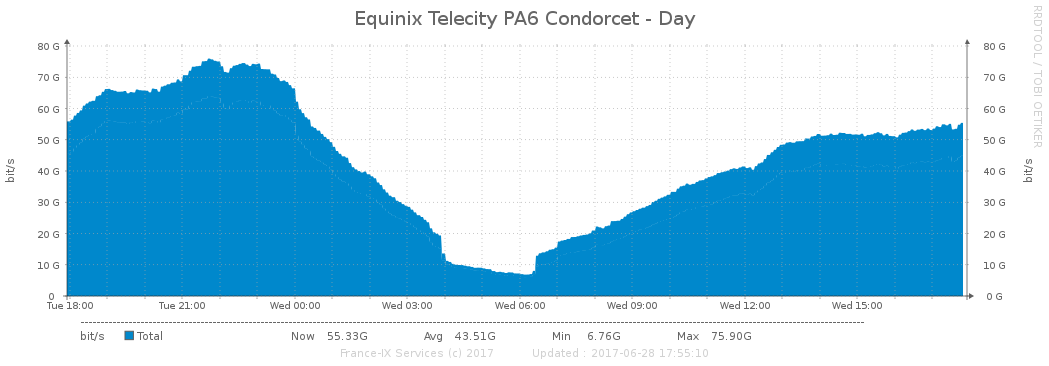 Equinix Telecity PA6 Condorcet - Day
RRDTOOL / TOBI OETIKER
80 G 80 G
70 G 70 G
60 G 60 G
50 G 50 G
40 G 40 G
30 G 30 G
20 G 20 G
10 G 10 G
0 0 G
bit/s bit/s
Tue 18:00 Tue 21:00 Wed 00:00 Wed 03:00 Wed 06:00 Wed 09:00 Wed 12:00 Wed 15:00
bit/s Total Now 55.33G Avg 43.51G Min 6.76G Max 75.90G
France-IX Services (c) 2017 Updated : 2017-06-28 17:55:10